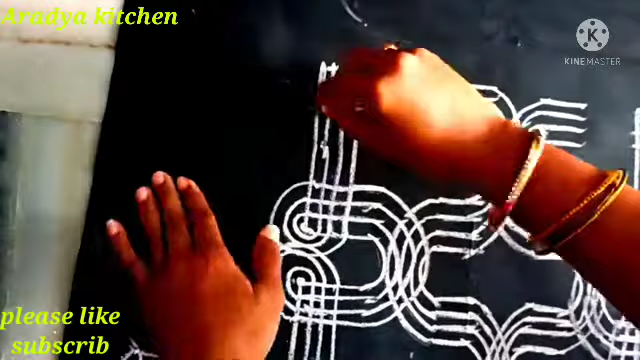 Aradya kitchen
K
KINEMASTER
please like
subscrib